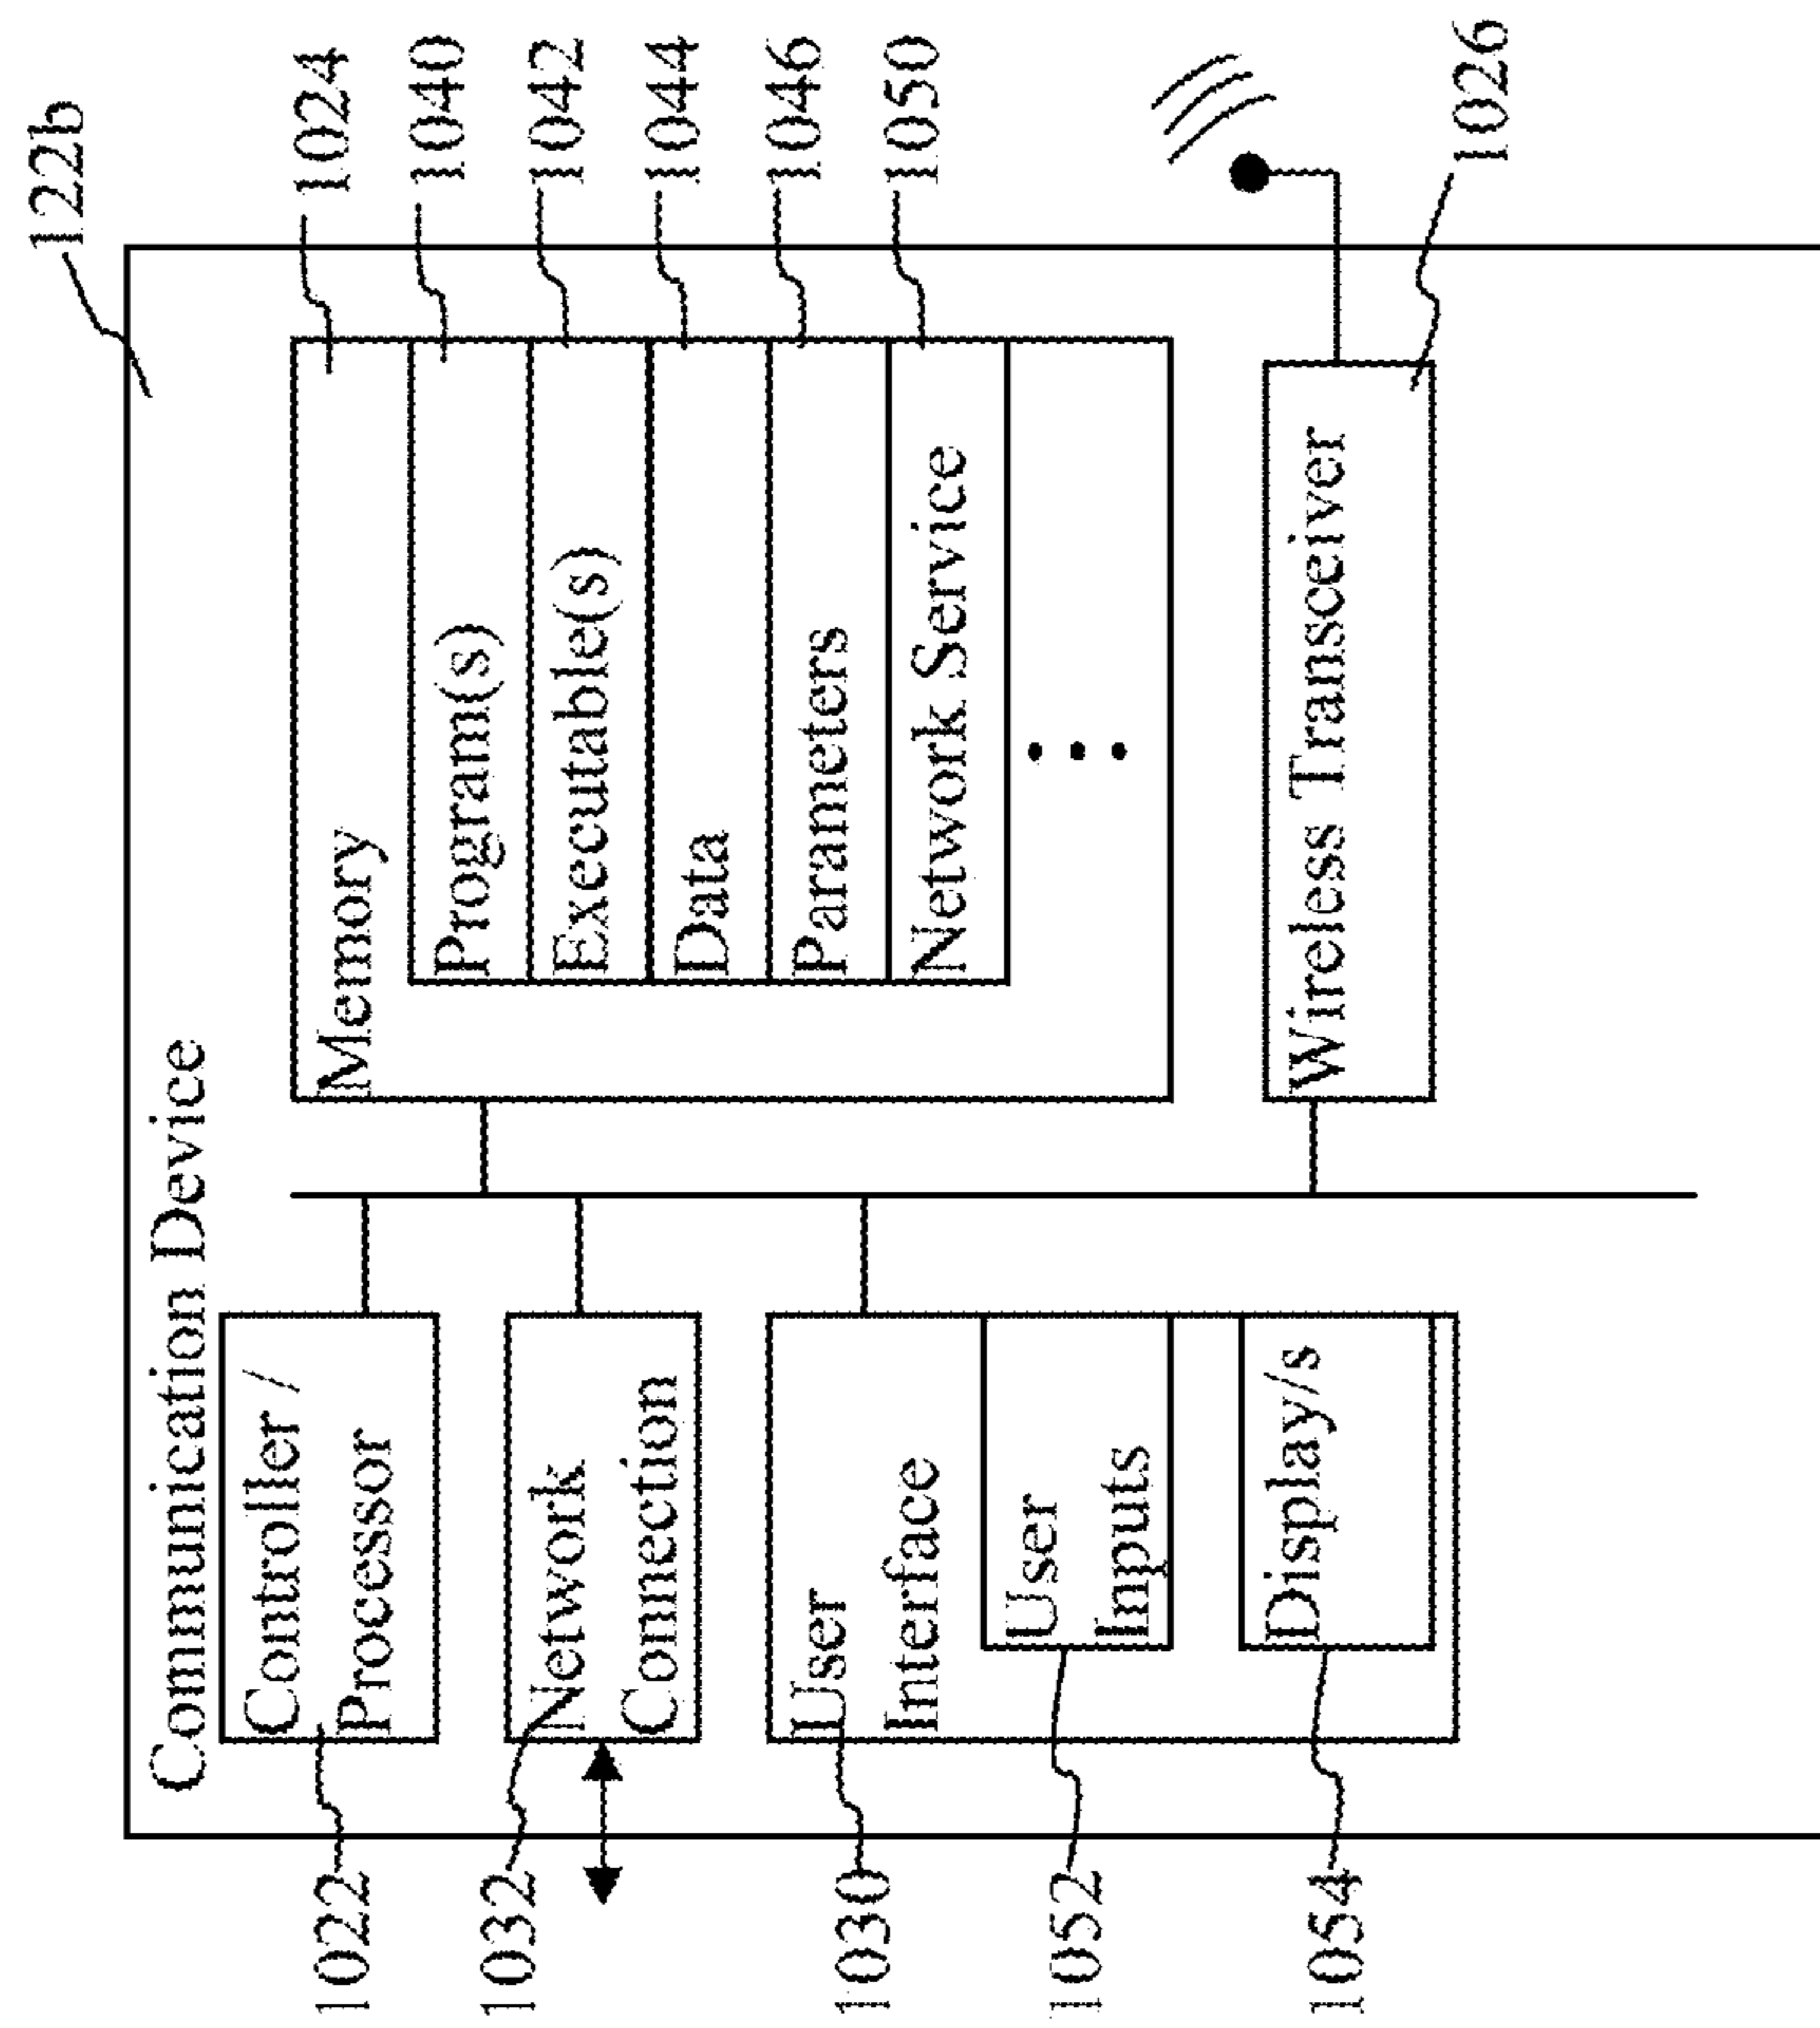 122b
Communication Device
1022
Controller /
Processor
1032
Network
Connection
1030
User
Interface
1052
User
Inputs
1054
Display/s
Memory
1024
Program(s)
1040
Executable(s)
1042
Data
1044
Parameters
1046
Network Service
1050
Wireless Transceiver
1026